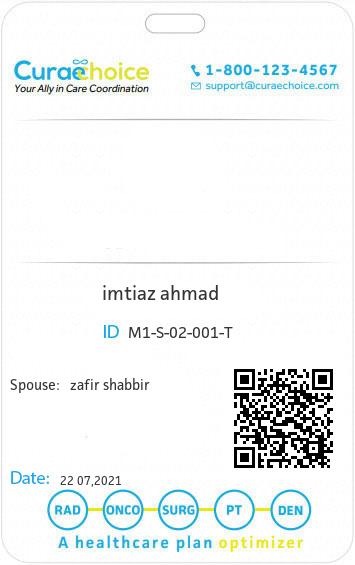 Curaechoice
Your Ally in Care Coordination
1-800-123-4567
support@curaechoice.com
imtiaz ahmad
ID M1-S-02-001-T
Spouse: zafir shabbir
Date: 22 07,2021
RAD ONCO SURG PT DEN
A healthcare plan optimizer